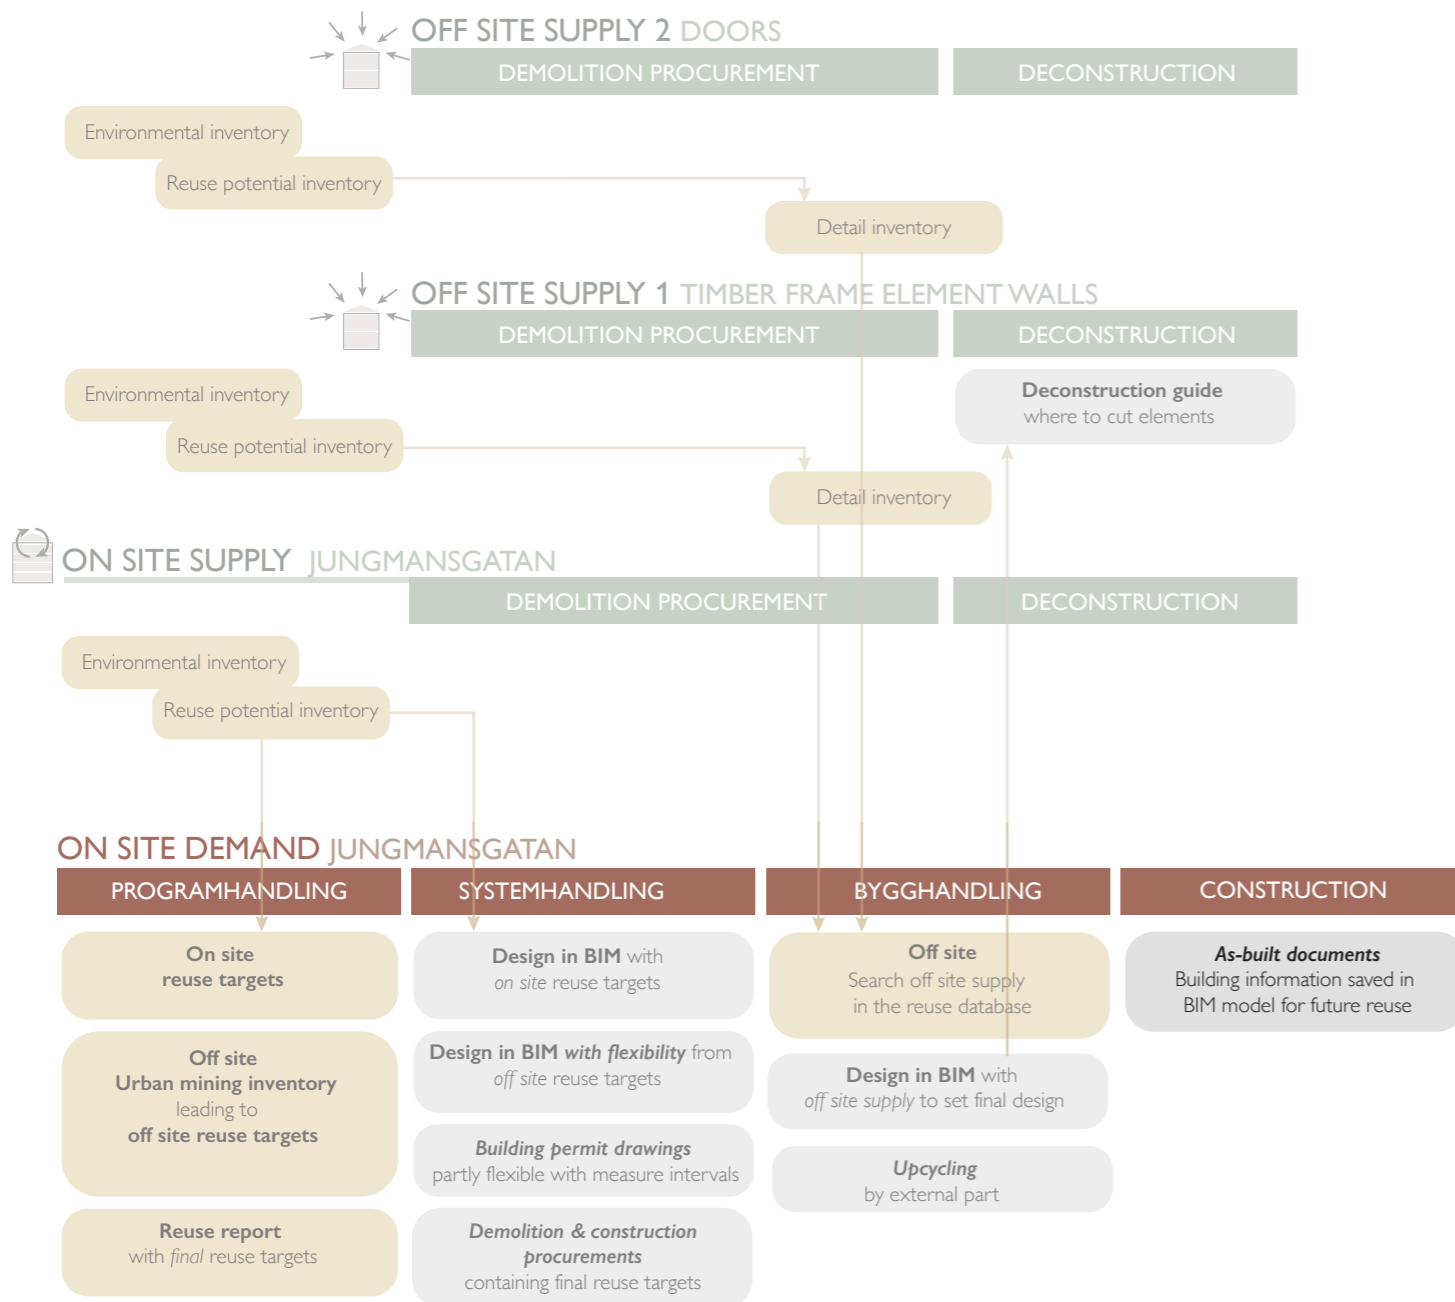 OFF SITE SUPPLY 2 DOORS
DEMOLITION PROCUREMENT
DECONSTRUCTION
Environmental inventory
Reuse potential inventory
Detail inventory
OFF SITE SUPPLY 1 TIMBER FRAME ELEMENT WALLS
DEMOLITION PROCUREMENT
DECONSTRUCTION
Environmental inventory
Reuse potential inventory
Deconstruction guide
where to cut elements
Detail inventory
ON SITE SUPPLY JUNGMANSGATAN
DEMOLITION PROCUREMENT
DECONSTRUCTION
Environmental inventory
Reuse potential inventory
ON SITE DEMAND JUNGMANSGATAN
PROGRAMHANDLING
SYSTEMHANDLING
BYGGHANDLING
CONSTRUCTION
On site
reuse targets
Off site
Urban mining inventory
leading to
off site reuse targets
Reuse report
with final reuse targets
Design in BIM with
on site reuse targets
Design in BIM with flexibility from
off site reuse targets
Building permit drawings
partly flexible with measure intervals
Demolition & construction
procurements
containing final reuse targets
Off site
Search off site supply
in the reuse database
Design in BIM with
off site supply to set final design
Upcycling
by external part
As-built documents
Building information saved in
BIM model for future reuse